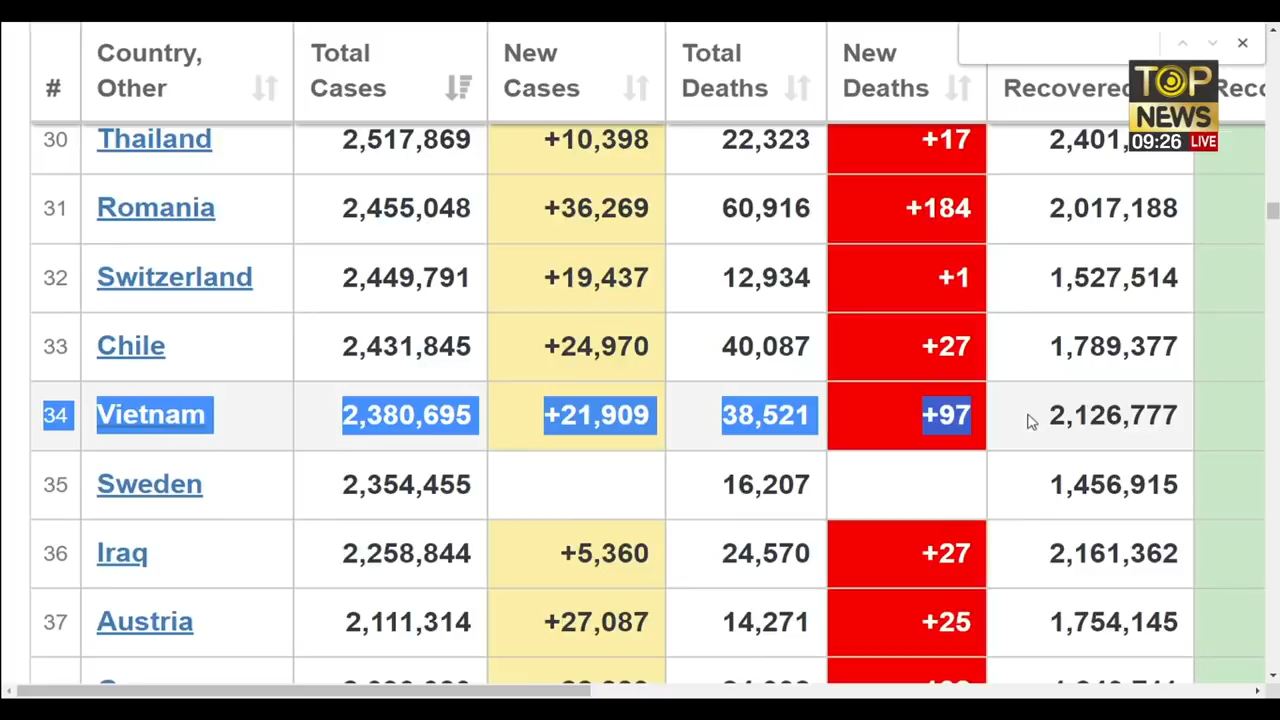 # Country, Other Total Cases New Cases Total Deaths New Deaths Recovered
TOP
NEWS
09:26 LIVE
30 Thailand 2,517,869 +10,398 22,323 +17 2,401,
31 Romania 2,455,048 +36,269 60,916 +184 2,017,188
32 Switzerland 2,449,791 +19,437 12,934 +1 1,527,514
33 Chile 2,431,845 +24,970 40,087 +27 1,789,377
34 Vietnam 2,380,695 +21,909 38,521 +97 2,126,777
35 Sweden 2,354,455 16,207 1,456,915
36 Iraq 2,258,844 +5,360 24,570 +27 2,161,362
37 Austria 2,111,314 +27,087 14,271 +25 1,754,145